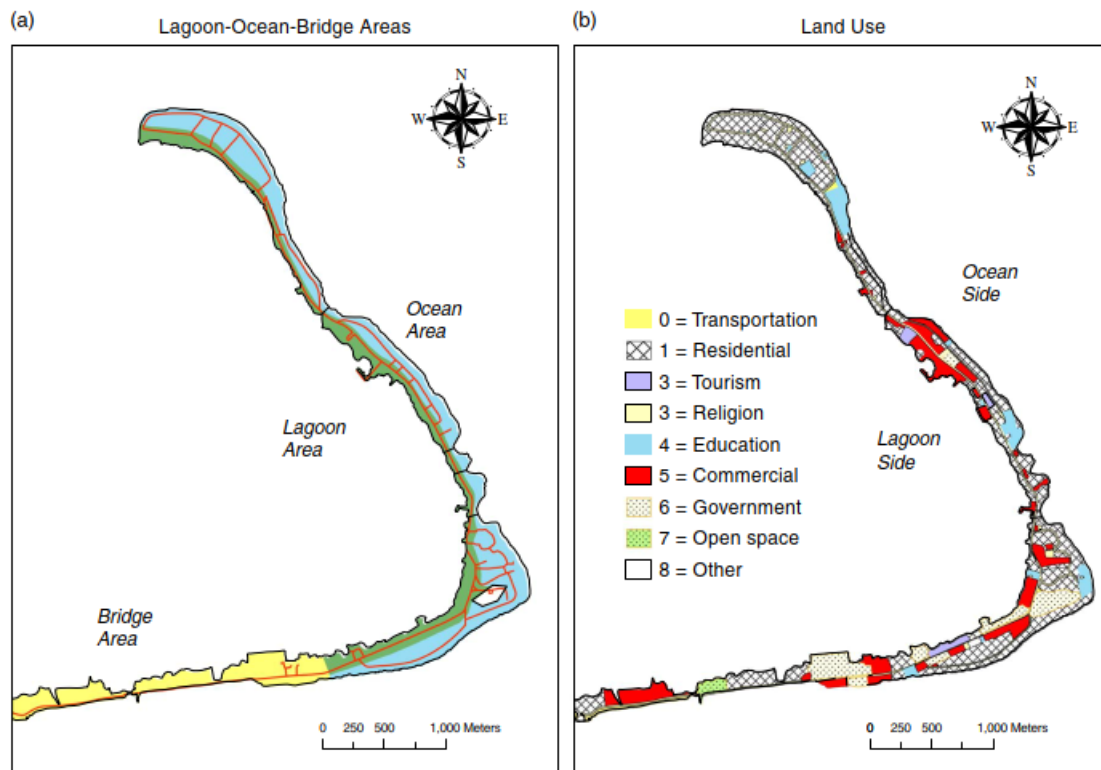 (a)
Lagoon-Ocean-Bridge Areas
N
W
E
S
Ocean
Area
Lagoon
Area
Bridge
Area
0 250 500 1,000 Meters
(b)
Land Use
N
W
E
S
Ocean
Side
0 = Transportation
1 = Residential
3 = Tourism
3 = Religion
4 = Education
5 = Commercial
6 = Government
7 = Open space
8 = Other
Lagoon
Side
0 250 500 1,000 Meters